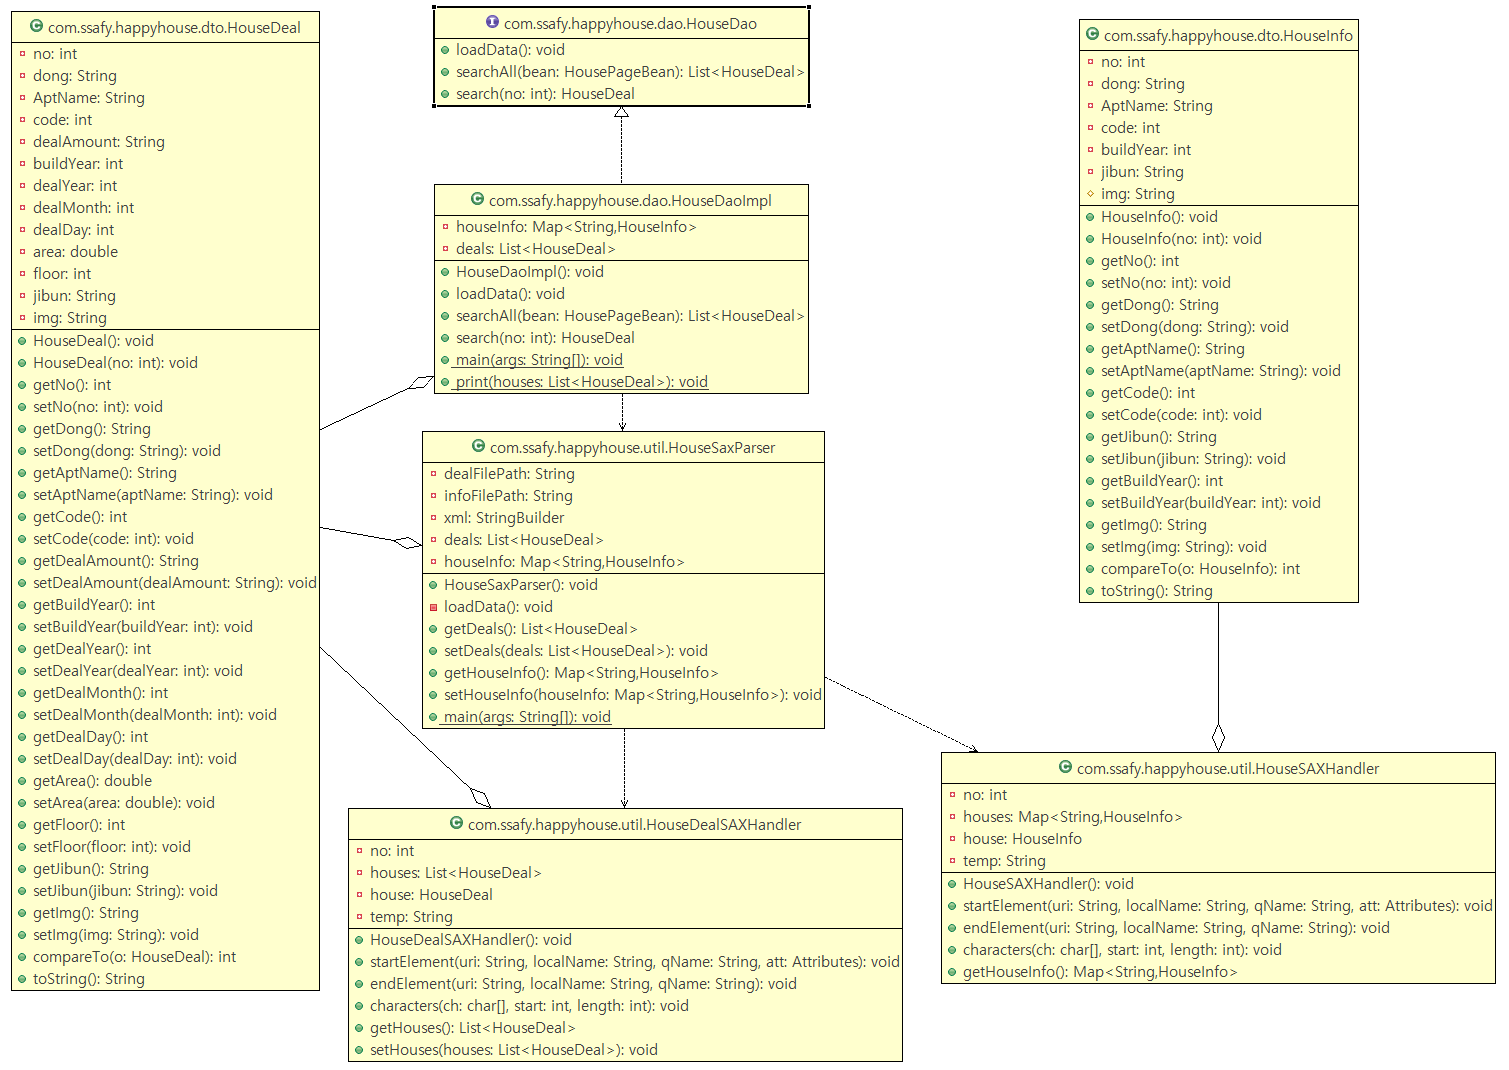 com.ssafy.happyhouse.dto.HouseDeal
no: int
dong: String
AptName: String
code: int
dealAmount: String
buildYear: int
dealYear: int
dealMonth: int
dealDay: int
area: double
floor: int
jibun: String
img: String
HouseDeal(): void
HouseDeal(no: int): void
getNo(): int
setNo(no: int): void
getDong(): String
setDong(dong: String): void
getAptName(): String
setAptName(aptName: String): void
getCode(): int
setCode(code: int): void
getDealAmount(): String
setDealAmount(dealAmount: String): void
getBuildYear(): int
setBuildYear(buildYear: int): void
getDealYear(): int
setDealYear(dealYear: int): void
getDealMonth(): int
setDealMonth(dealMonth: int): void
getDealDay(): int
setDealDay(dealDay: int): void
getArea(): double
setArea(area: double): void
getFloor(): int
setFloor(floor: int): void
getJibun(): String
setJibun(jibun: String): void
getImg(): String
setImg(img: String): void
compareTo(o: HouseDeal): int
toString(): String
com.ssafy.happyhouse.dao.HouseDao
loadData(): void
searchAll(bean: HousePageBean): List<HouseDeal>
search(no: int): HouseDeal
com.ssafy.happyhouse.dao.HouseDaoImpl
houseInfo: Map<String,HouseInfo>
deals: List<HouseDeal>
HouseDaoImpl(): void
loadData(): void
searchAll(bean: HousePageBean): List<HouseDeal>
search(no: int): HouseDeal
main(args: String[]): void
print(houses: List<HouseDeal>): void
com.ssafy.happyhouse.util.HouseSaxParser
dealFilePath: String
infoFilePath: String
xml: StringBuilder
deals: List<HouseDeal>
houseInfo: Map<String,HouseInfo>
HouseSaxParser(): void
loadData(): void
getDeals(): List<HouseDeal>
setDeals(deals: List<HouseDeal>): void
getHouseInfo(): Map<String,HouseInfo>
setHouseInfo(houseInfo: Map<String,HouseInfo>): void
main(args: String[]): void
com.ssafy.happyhouse.util.HouseDealSAXHandler
no: int
houses: List<HouseDeal>
house: HouseDeal
temp: String
HouseDealSAXHandler(): void
startElement(uri: String, localName: String, qName: String, att: Attributes): void
endElement(uri: String, localName: String, qName: String): void
characters(ch: char[], start: int, length: int): void
getHouses(): List<HouseDeal>
setHouses(houses: List<HouseDeal>): void
com.ssafy.happyhouse.dto.HouseInfo
no: int
dong: String
AptName: String
code: int
buildYear: int
jibun: String
img: String
HouseInfo(): void
HouseInfo(no: int): void
getNo(): int
setNo(no: int): void
getDong(): String
setDong(dong: String): void
getAptName(): String
setAptName(aptName: String): void
getCode(): int
setCode(code: int): void
getJibun(): String
setJibun(jibun: String): void
getBuildYear(): int
setBuildYear(buildYear: int): void
getImg(): String
setImg(img: String): void
compareTo(o: HouseInfo): int
toString(): String
com.ssafy.happyhouse.util.HouseSAXHandler
no: int
houses: Map<String,HouseInfo>
house: HouseInfo
temp: String
HouseSAXHandler(): void
startElement(uri: String, localName: String, qName: String, att: Attributes): void
endElement(uri: String, localName: String, qName: String): void
characters(ch: char[], start: int, length: int): void
getHouseInfo(): Map<String,HouseInfo>